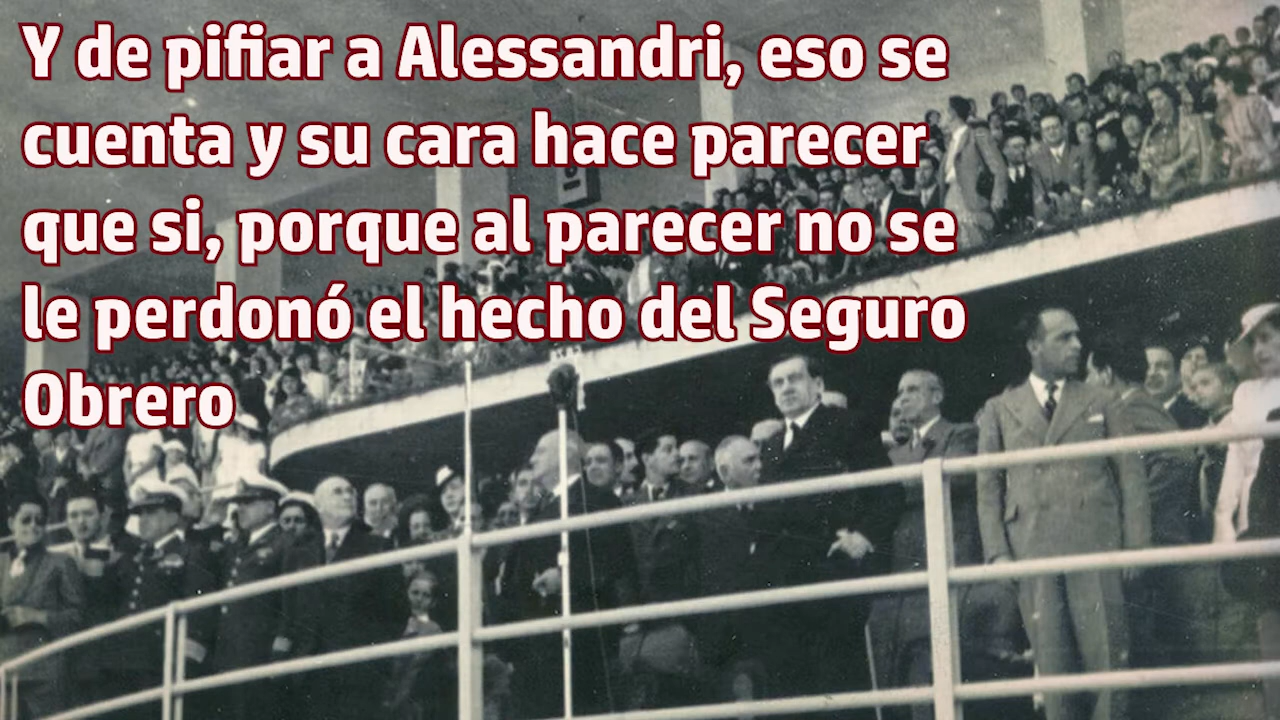 Y de pifiar a Alessandri, eso se
cuenta y su cara hace parecer
que si, porque al parecer no se
le perdonó el hecho del Seguro
Obrero